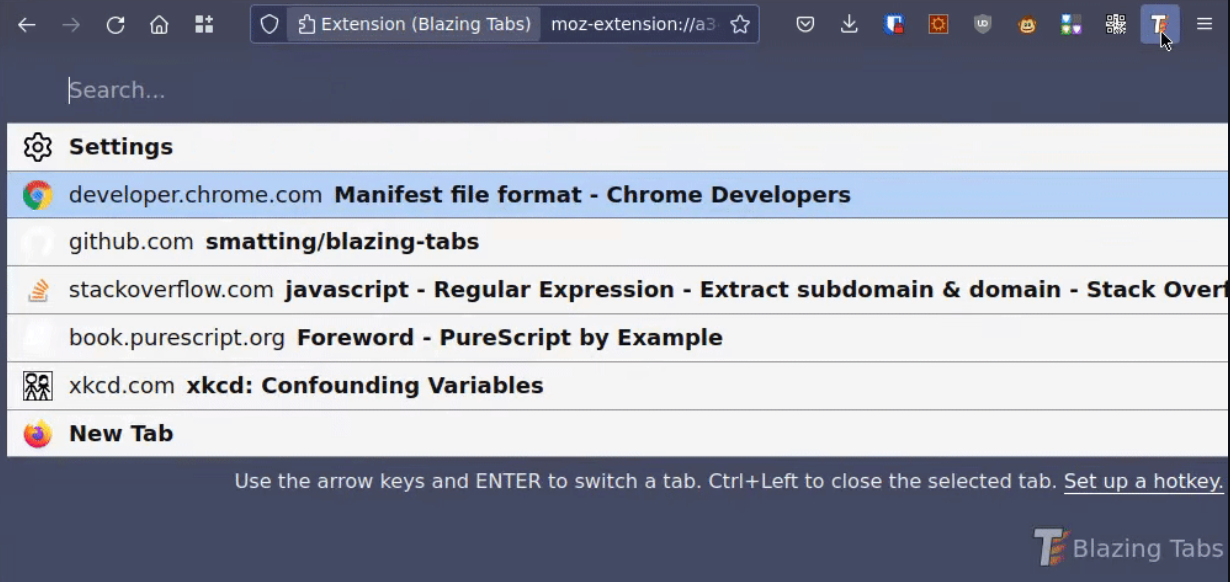 Extension (Blazing Tabs) moz-extension://a3
Search...
Settings
developer.chrome.com Manifest file format - Chrome Developers
github.com smatting/blazing-tabs
stackoverflow.com javascript - Regular Expression - Extract subdomain & domain - Stack Overf
book.purescript.org Foreword - PureScript by Example
xkcd.com xkcd: Confounding Variables
New Tab
Use the arrow keys and ENTER to switch a tab. Ctrl+Left to close the selected tab. Set up a hotkey.
Blazing Tabs